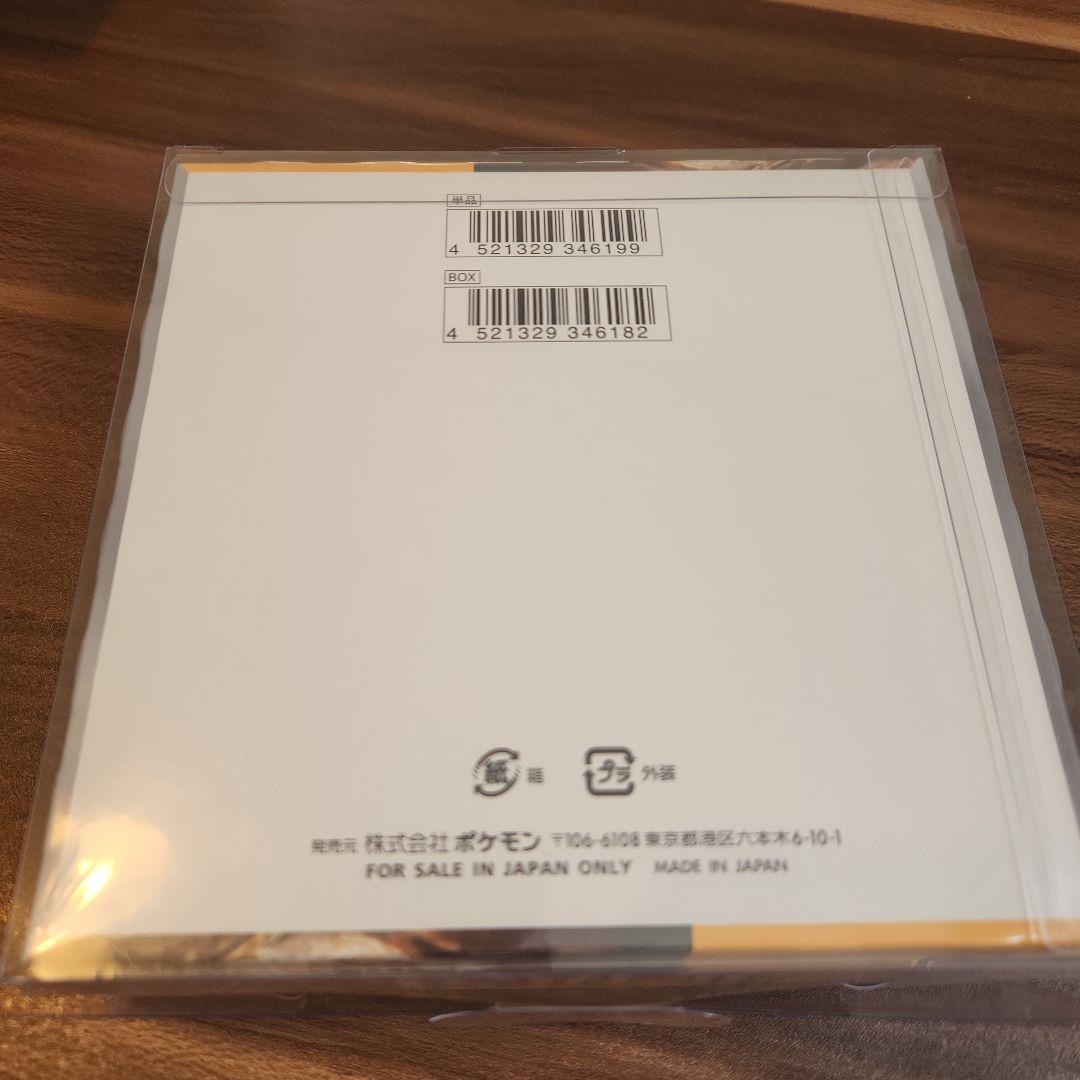 単品
4 521329 346199
BOX
4 521329 346182
紙 箱 プラ 外装
発売元 株式会社 ポケモン 〒106-6108 東京都港区六本木6-10-1
FOR SALE IN JAPAN ONLY MADE IN JAPAN